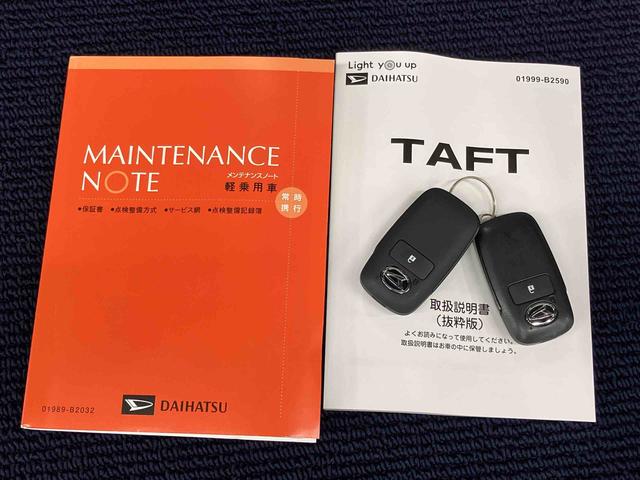 MAINTENANCE
NOTE
メンテナンスノート
軽乗用車
常時
携行
●保証書 ●点検整備方式 ●サービス網 ●点検整備記録簿
01989-B2032
DAIHATSU
Light you up
DAIHATSU
01999-B2590
TAFT
取扱説明書
（抜粋版）
よくお読みになって使用してください。
取扱説明書はお車の中に保管しましょう。